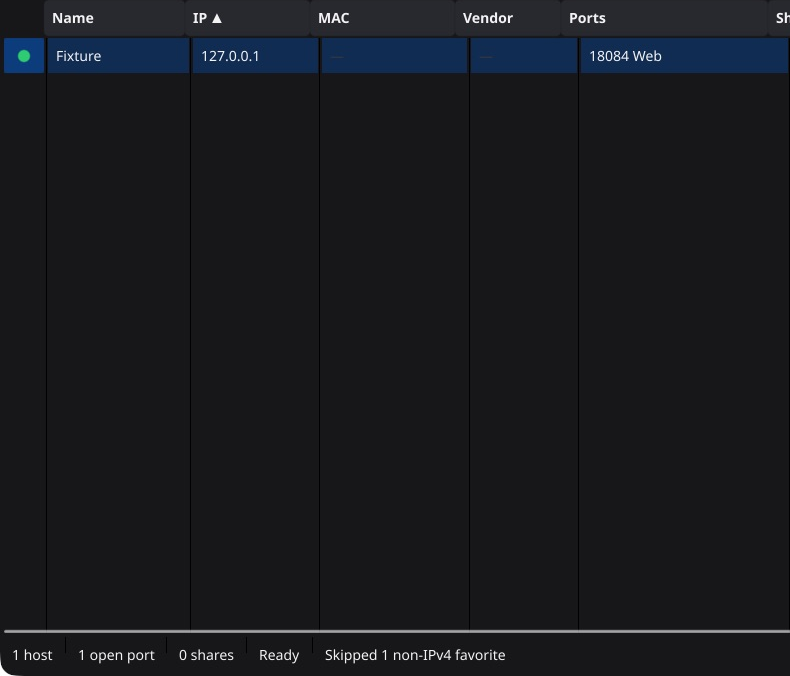 Name IP ▲ MAC Vendor Ports Sh
Fixture 127.0.0.1 — — 18084 Web
1 host 1 open port 0 shares Ready Skipped 1 non-IPv4 favorite